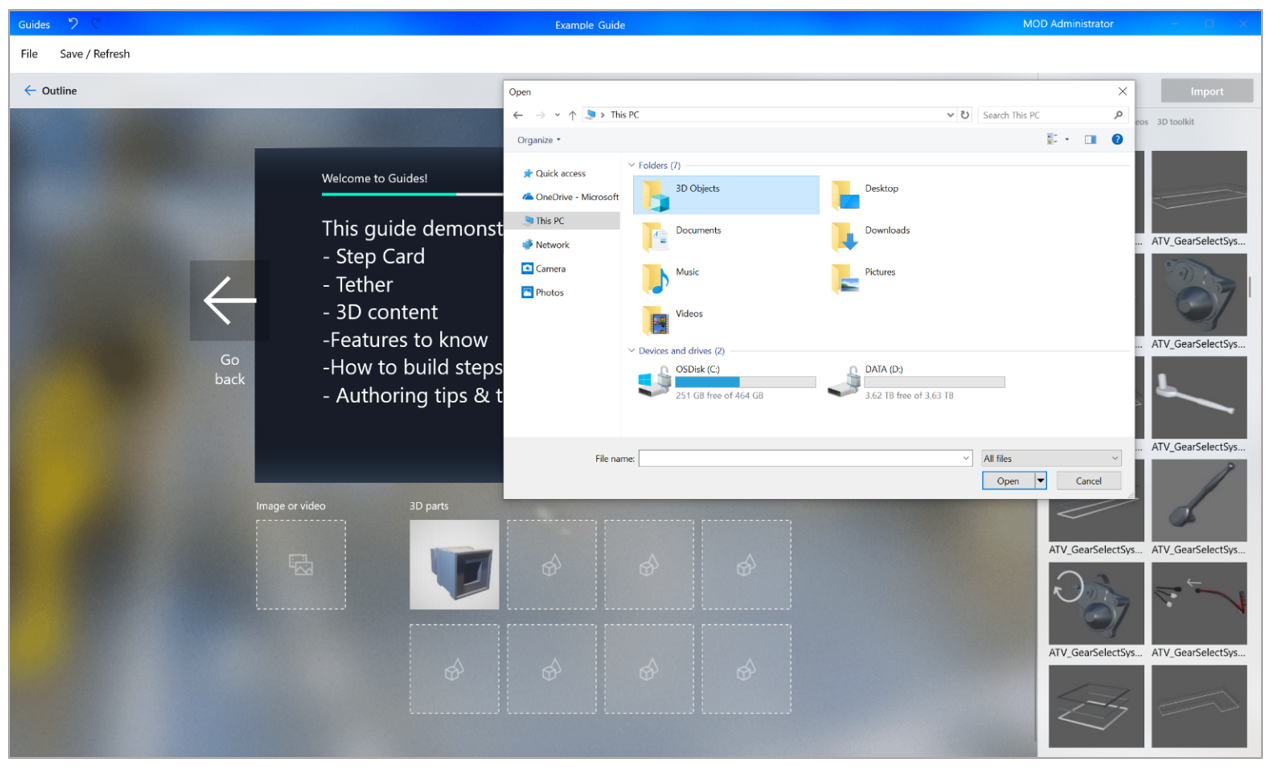 Guides
Example Guide
MOD Administrator
File
Save / Refresh
Outline
Import
3D toolkit
Welcome to Guides!
This guide demonst
- Step Card
- Tether
- 3D content
-Features to know
-How to build steps
- Authoring tips & t
Go
back
Image or video
3D parts
Open
This PC
Search This PC
Organize
Quick access
OneDrive - Microsoft
This PC
Network
Camera
Photos
Folders (7)
3D Objects
Desktop
Documents
Downloads
Music
Pictures
Videos
Devices and drives (2)
OSDisk (C:)
251 GB free of 464 GB
DATA (D:)
3.62 TB free of 3.63 TB
File name:
All files
Open
Cancel
ATV_GearSelectSys...
ATV_GearSelectSys...
ATV_GearSelectSys...
ATV_GearSelectSys...
ATV_GearSelectSys...
ATV_GearSelectSys...
ATV_GearSelectSys...